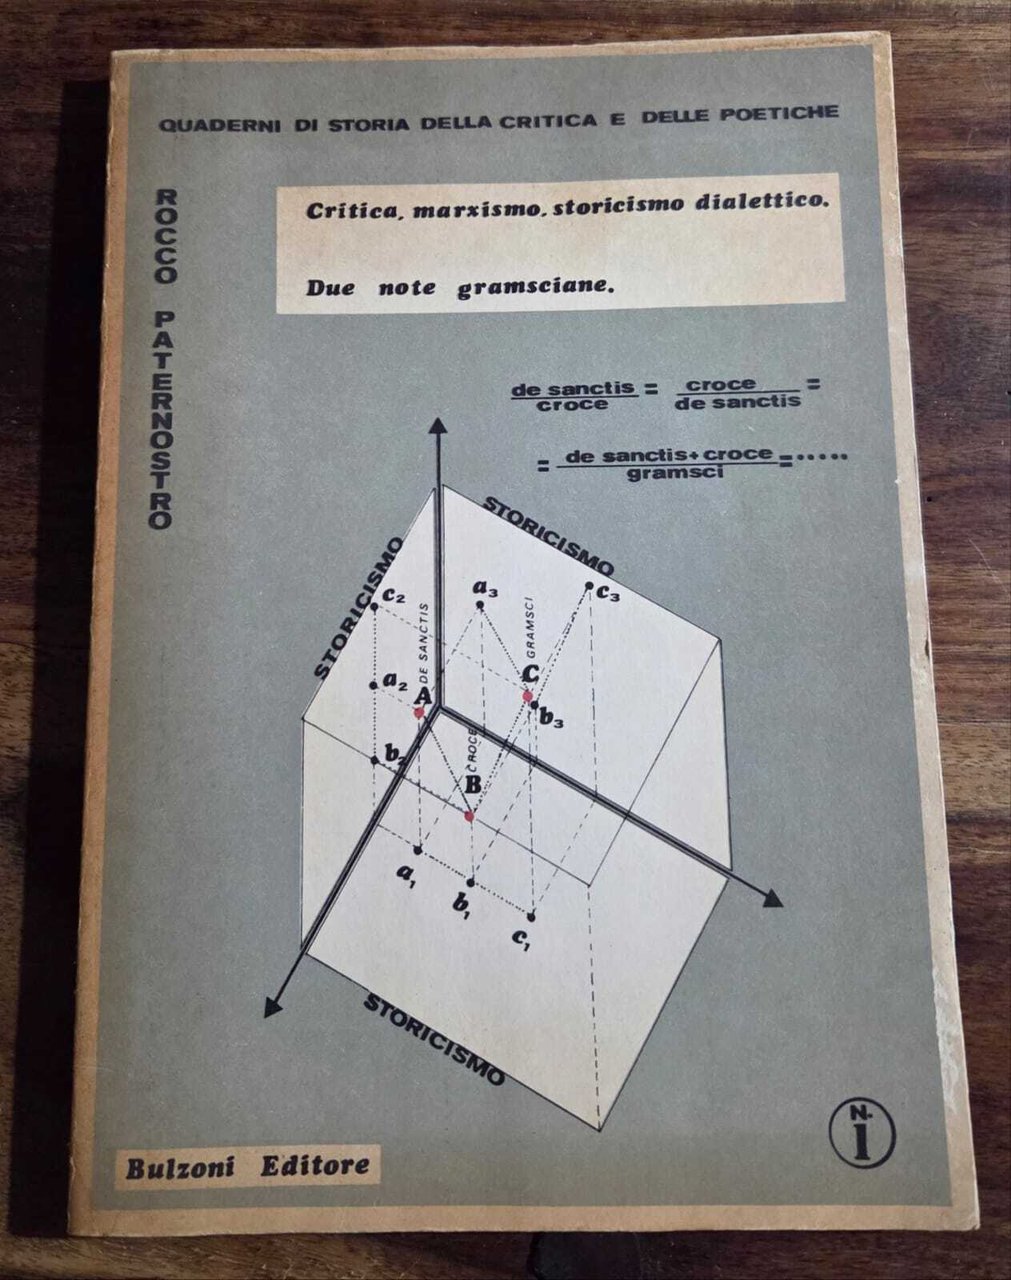 QUADERNI DI STORIA DELLA CRITICA E DELLE POETICHE
ROCCO PATERNOSTRO
Critica, marxismo, storicismo dialettico.
Due note gramsciane.
de sanctis = croce =
croce de sanctis
= de sanctis+croce =.....
gramsci
STORICISMO
STORICISMO
c2
a3
c3
DE SANCTIS
GRAMSCI
a2
A
C
b3
b2
CROCE
B
a1
b1
c1
STORICISMO
N.
1
Bulzoni Editore